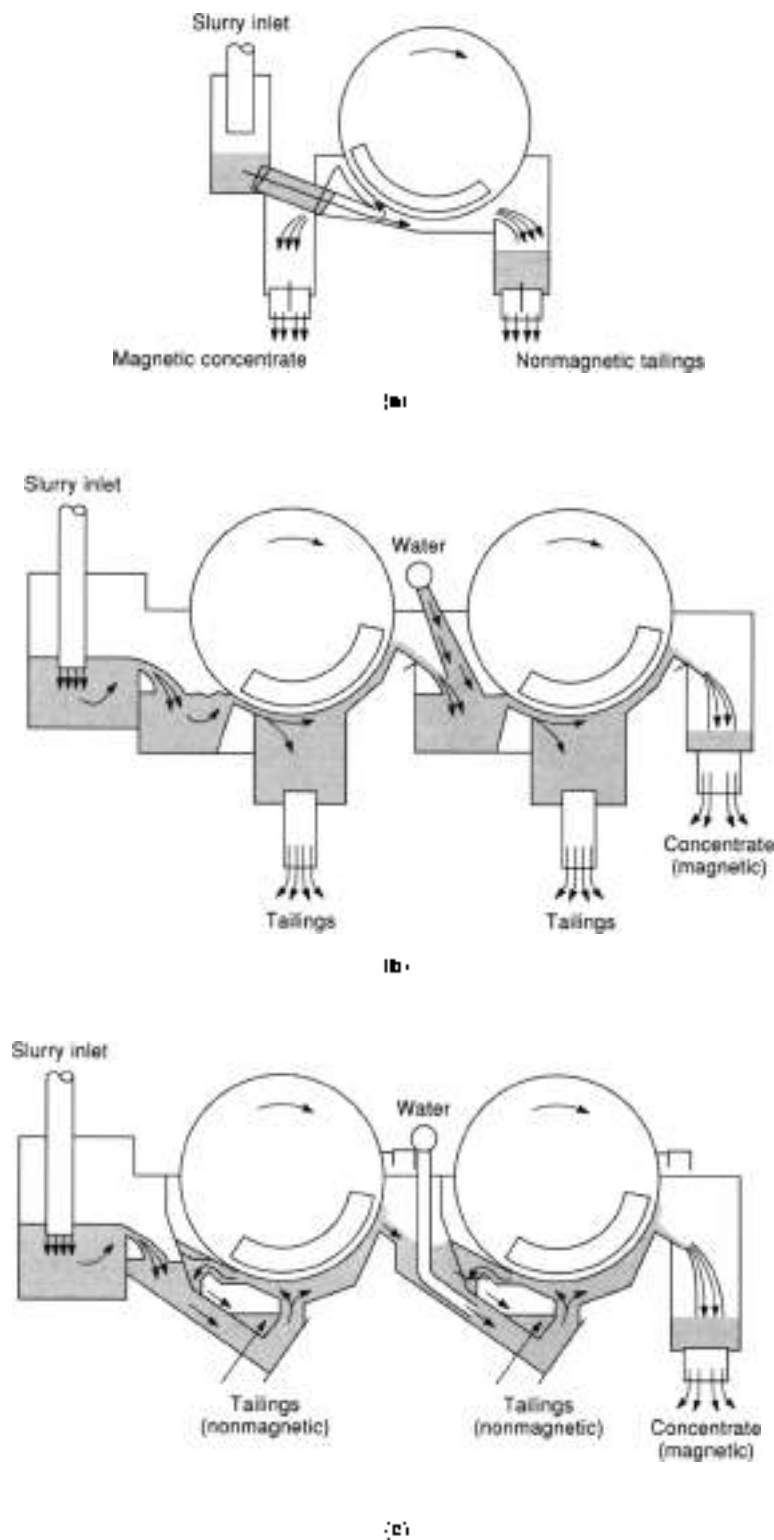 Slurry inlet
Magnetic concentrate
Nonmagnetic tailings
Slurry inlet
Water
Concentrate
(magnetic)
Tailings
Tailings
Slurry inlet
Water
Tailings
(nonmagnetic)
Tailings
(nonmagnetic)
Concentrate
(magnetic)